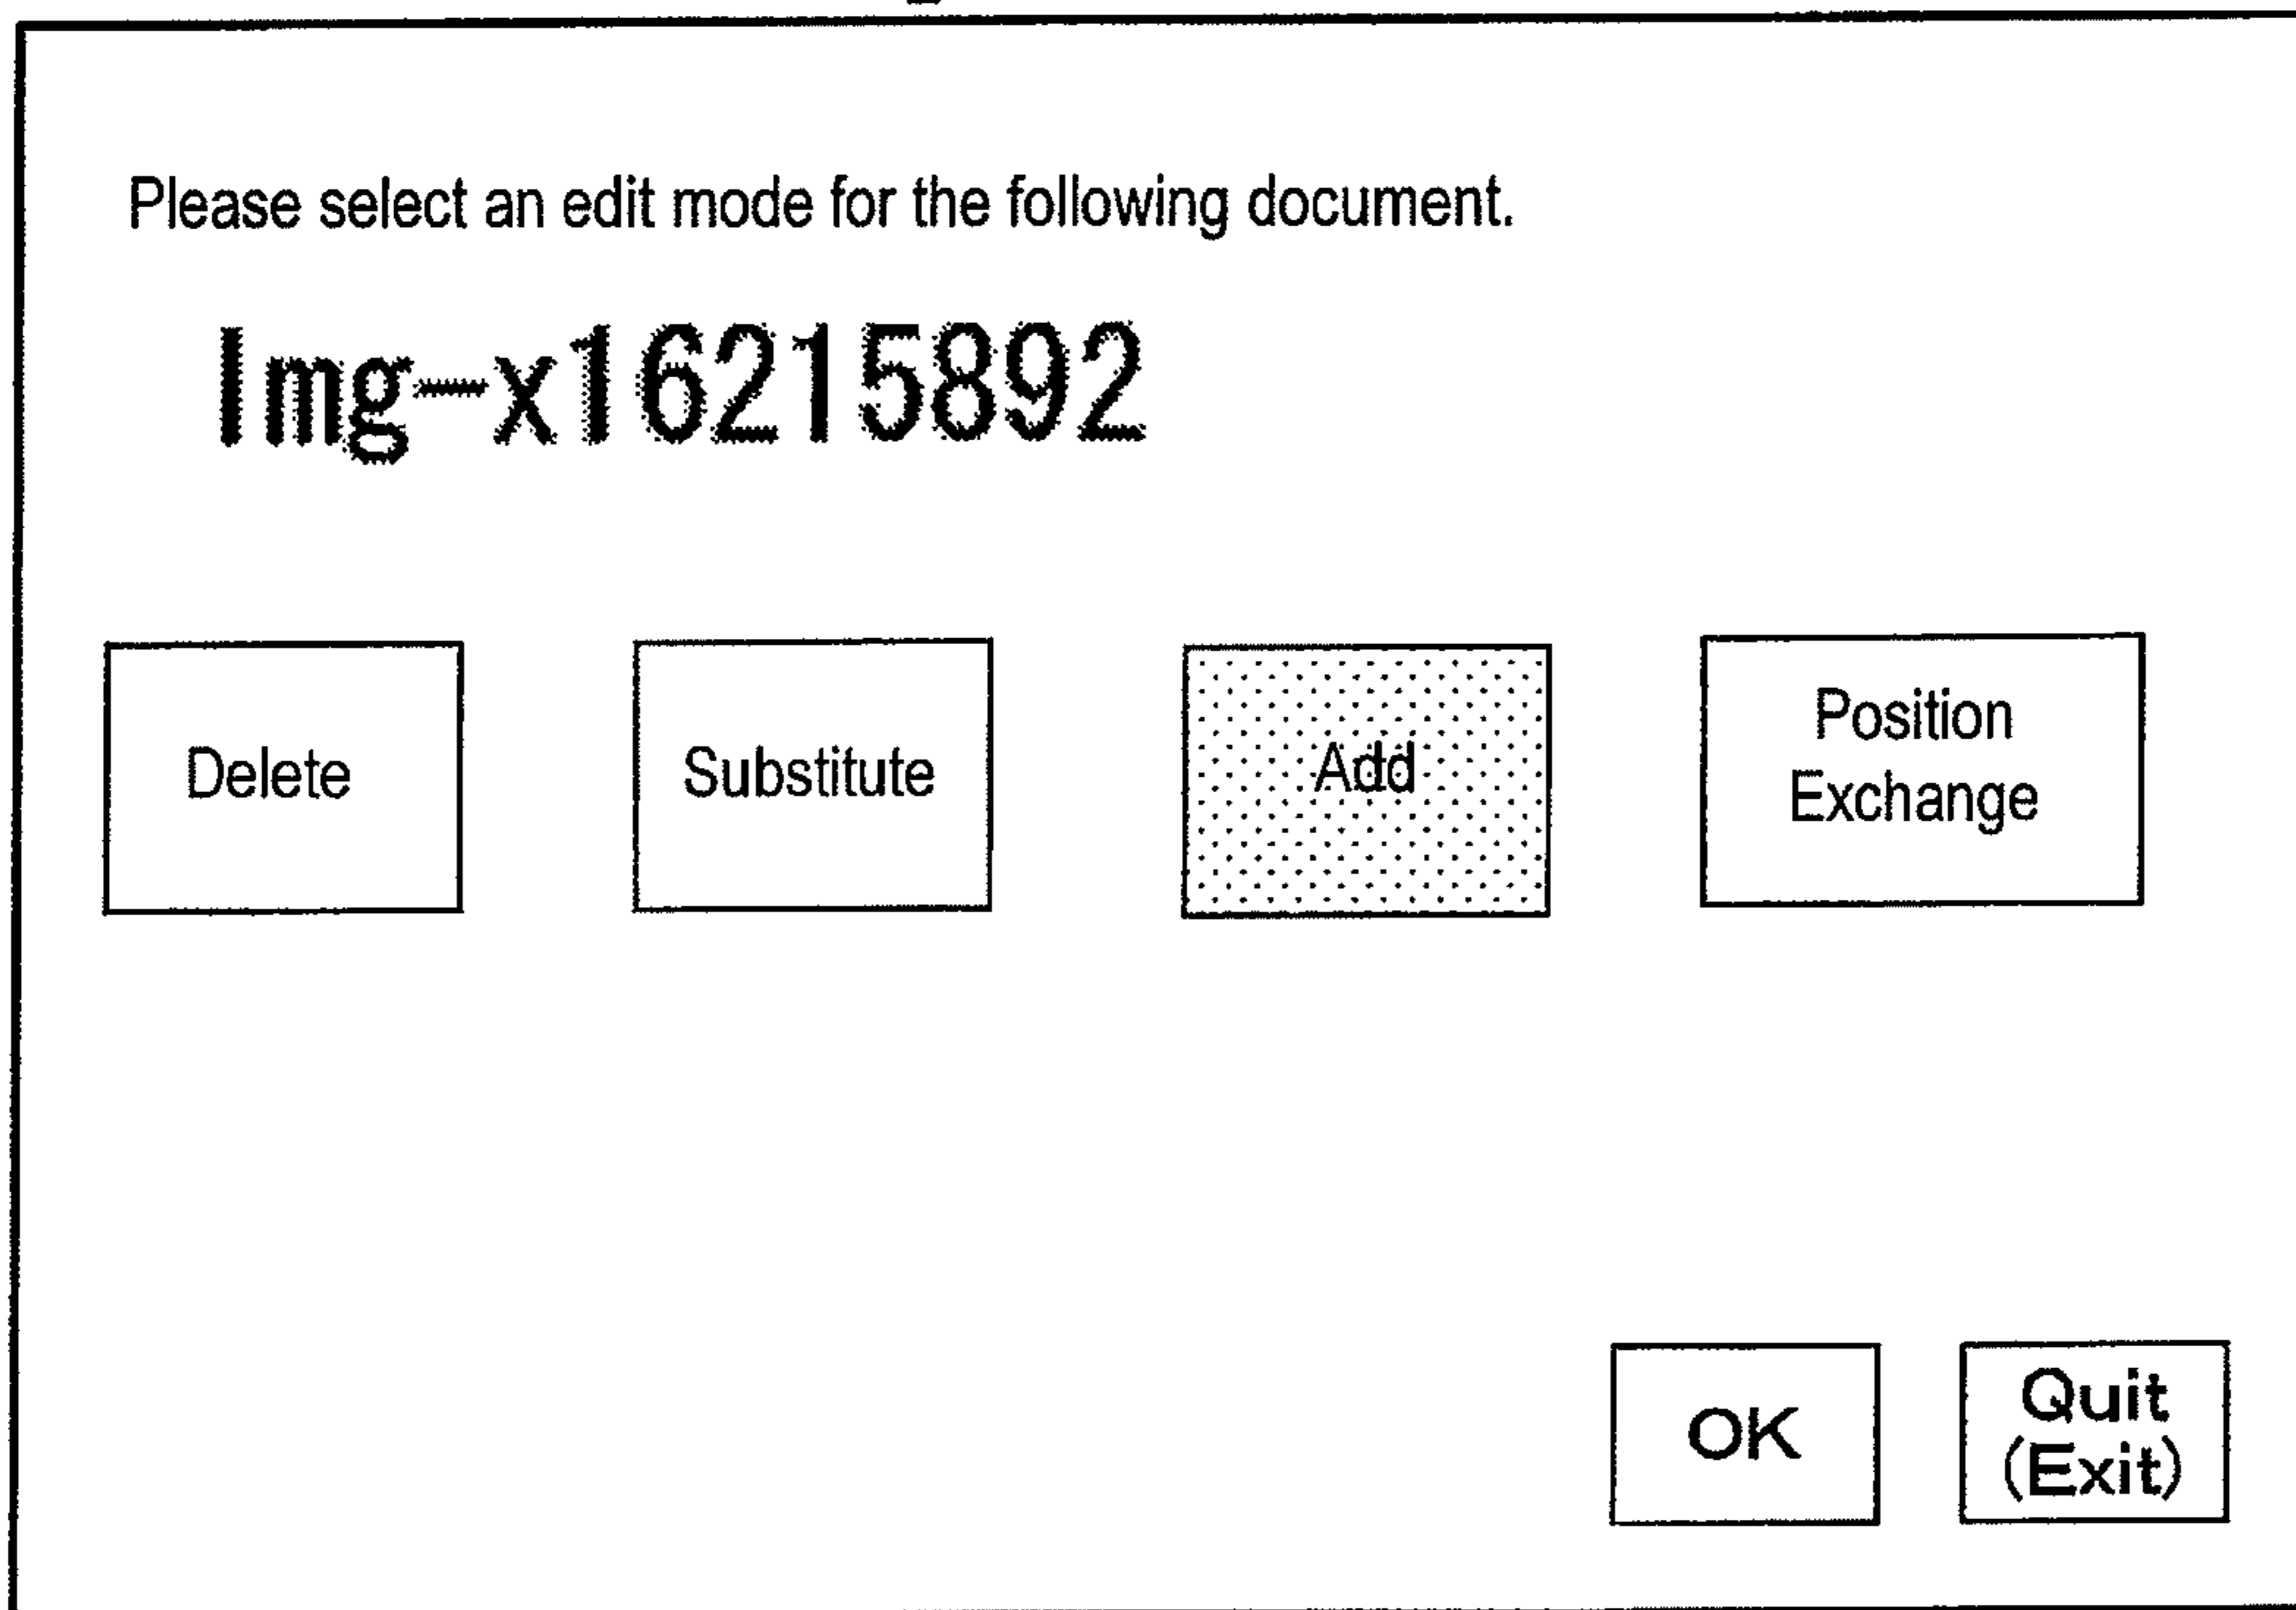 Please select an edit mode for the following document.
Img-x16215892
Delete
Substitute
Add
Position
Exchange
OK
Quit
(Exit)